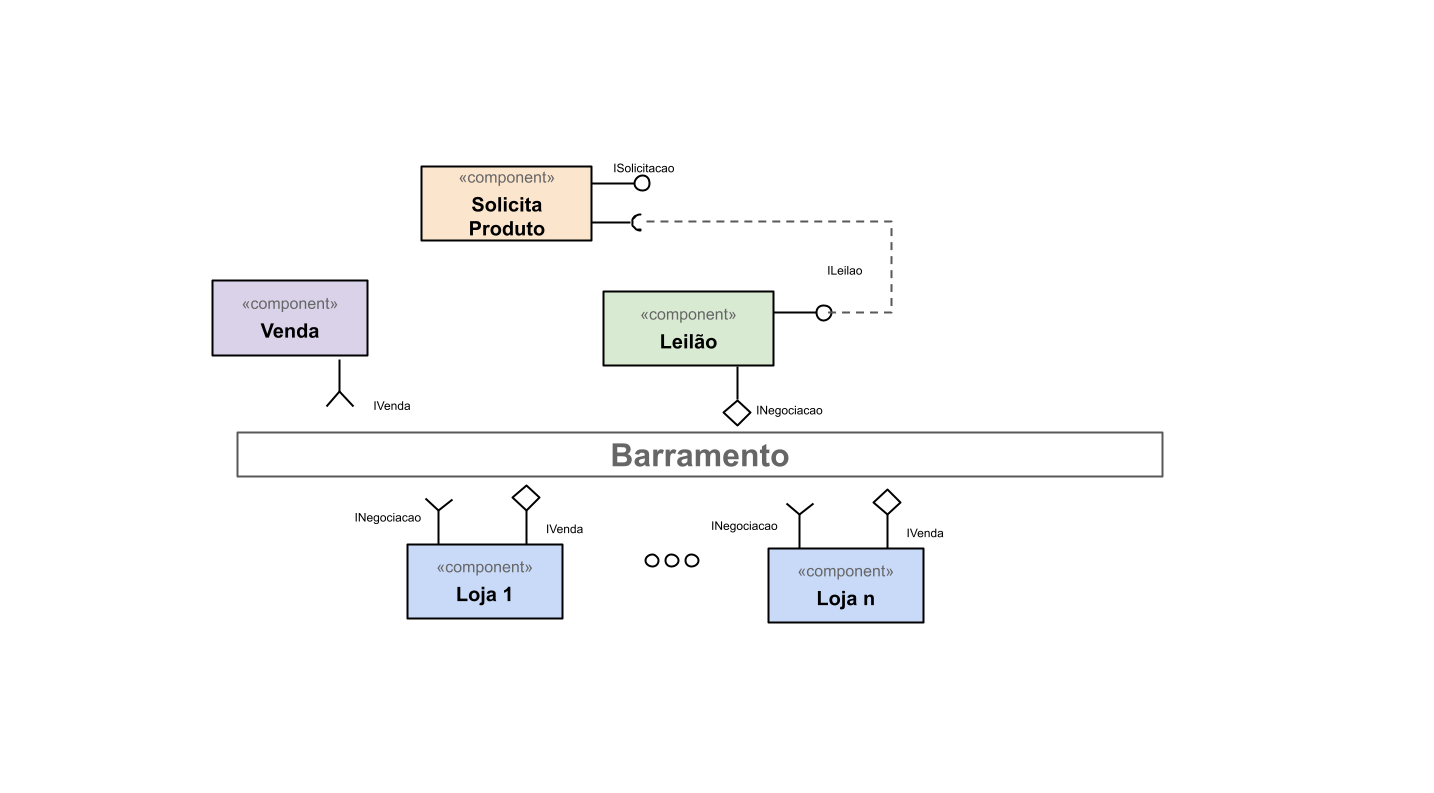 ISolicitacao
«component»
Solicita
Produto
ILeilao
«component»
Venda
«component»
Leilão
IVenda
INegociacao
Barramento
INegociacao
IVenda
INegociacao
IVenda
«component»
Loja 1
«component»
Loja n